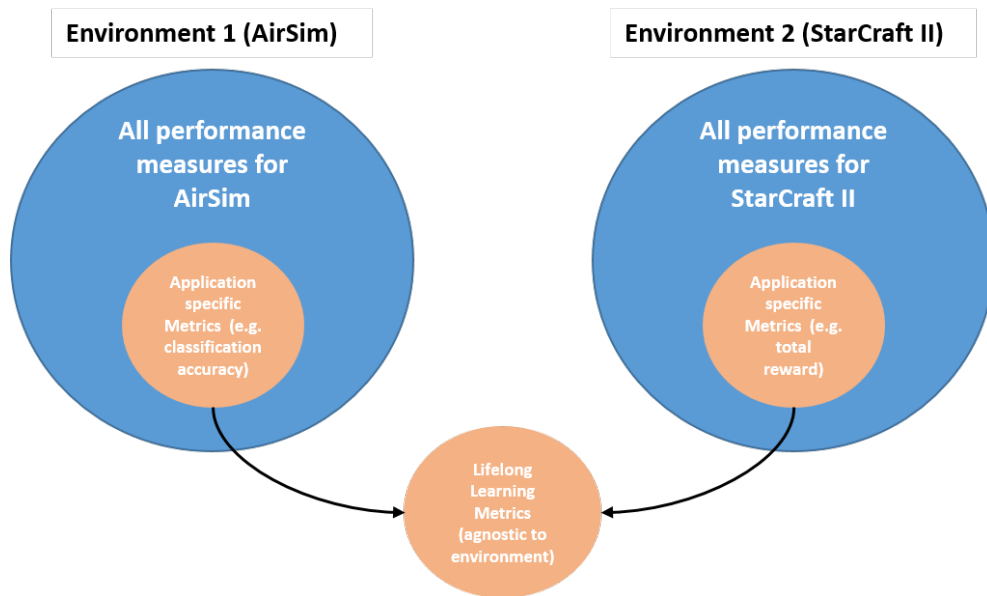 Environment 1 (AirSim)
Environment 2 (StarCraft II)
All performance
measures for
AirSim
All performance
measures for
StarCraft II
Application
specific
Metrics (e.g.
classification
accuracy)
Application
specific
Metrics (e.g.
total
reward)
Lifelong
Learning
Metrics
(agnostic to
environment)